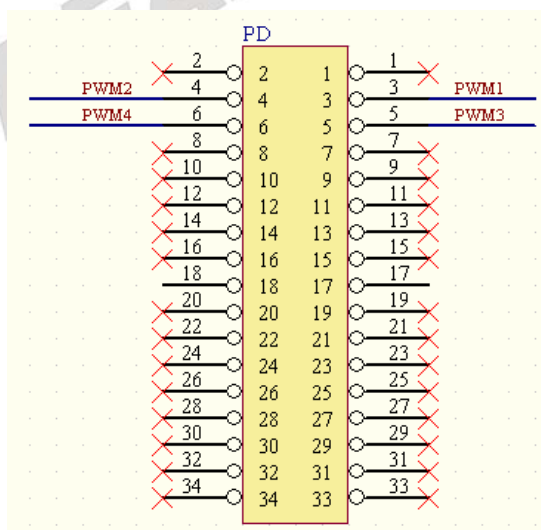 PD
2 2 1 1
PWM2 4 4 3 3 PWM1
PWM4 6 6 5 5 PWM3
8 8 7 7
10 10 9 9
12 12 11 11
14 14 13 13
16 16 15 15
18 18 17 17
20 20 19 19
22 22 21 21
24 24 23 23
26 26 25 25
28 28 27 27
30 30 29 29
32 32 31 31
34 34 33 33